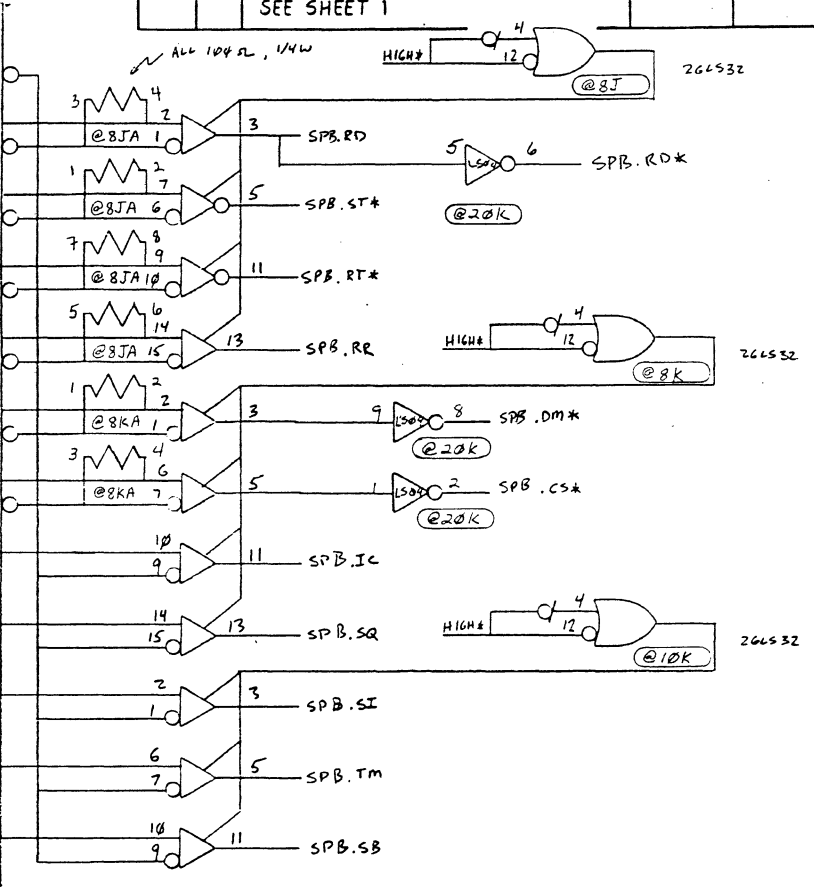 SEE SHEET 1
ALL 104Ω, 1/4W
HIGH*
4
12
@8J
26LS32
3 4
2
@8JA 1
3
SPB.RD
5 6
LS04
SPB.RD*
@20K
1 2
7
@8JA 6
5
SPB.ST*
7 8
9
@8JA 10
11
SPB.RT*
5 6
14
@8JA 15
13
SPB.RR
HIGH*
4
12
@8K
26LS32
1 2
2
@8KA 1
3
9 8
LS04
SPB.DM*
@20K
3 4
6
@8KA 7
5
1 2
LS04
SPB.CS*
@20K
10
9
11
SPB.IC
14
15
13
SPB.SQ
HIGH*
4
12
@10K
26LS32
2
1
3
SPB.SI
6
7
5
SPB.TM
10
9
11
SPB.SB